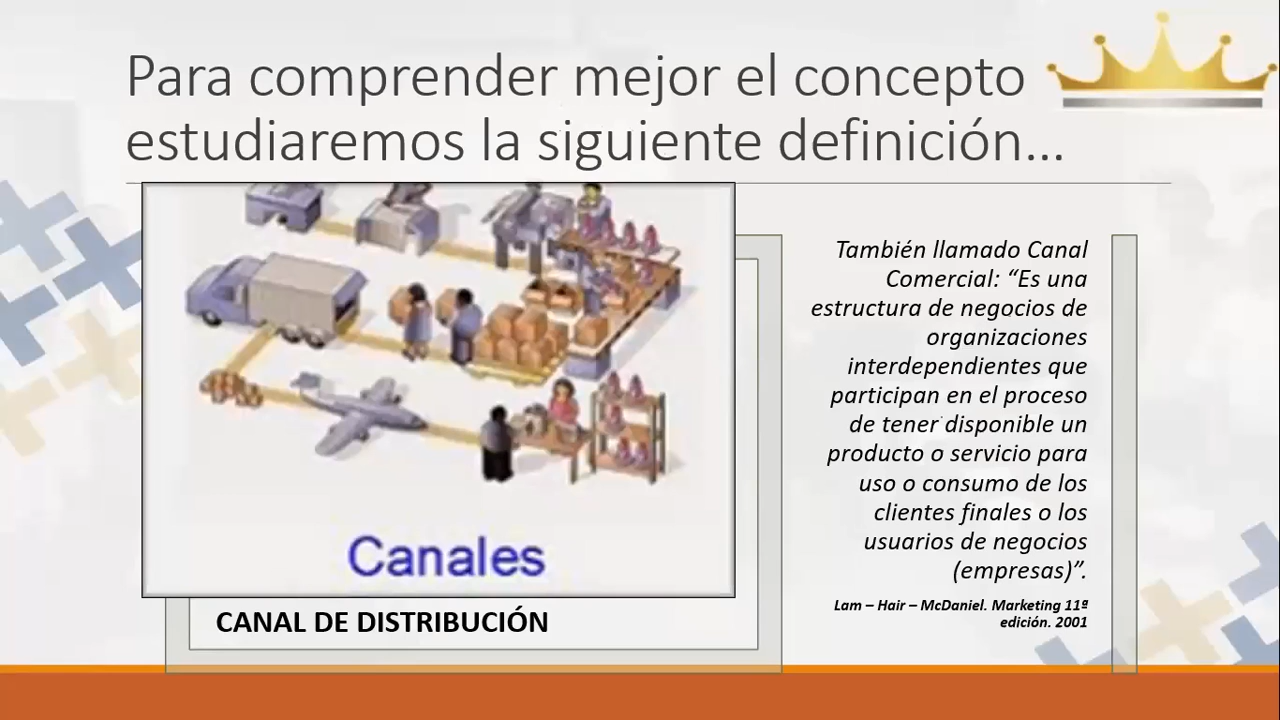 Para comprender mejor el concepto
estudiaremos la siguiente definición...
Canales
CANAL DE DISTRIBUCIÓN
También llamado Canal
Comercial: “Es una
estructura de negocios de
organizaciones
interdependientes que
participan en el proceso
de tener disponible un
producto o servicio para
uso o consumo de los
clientes finales o los
usuarios de negocios
(empresas)”.
Lam – Hair – McDaniel. Marketing 11ª
edición. 2001